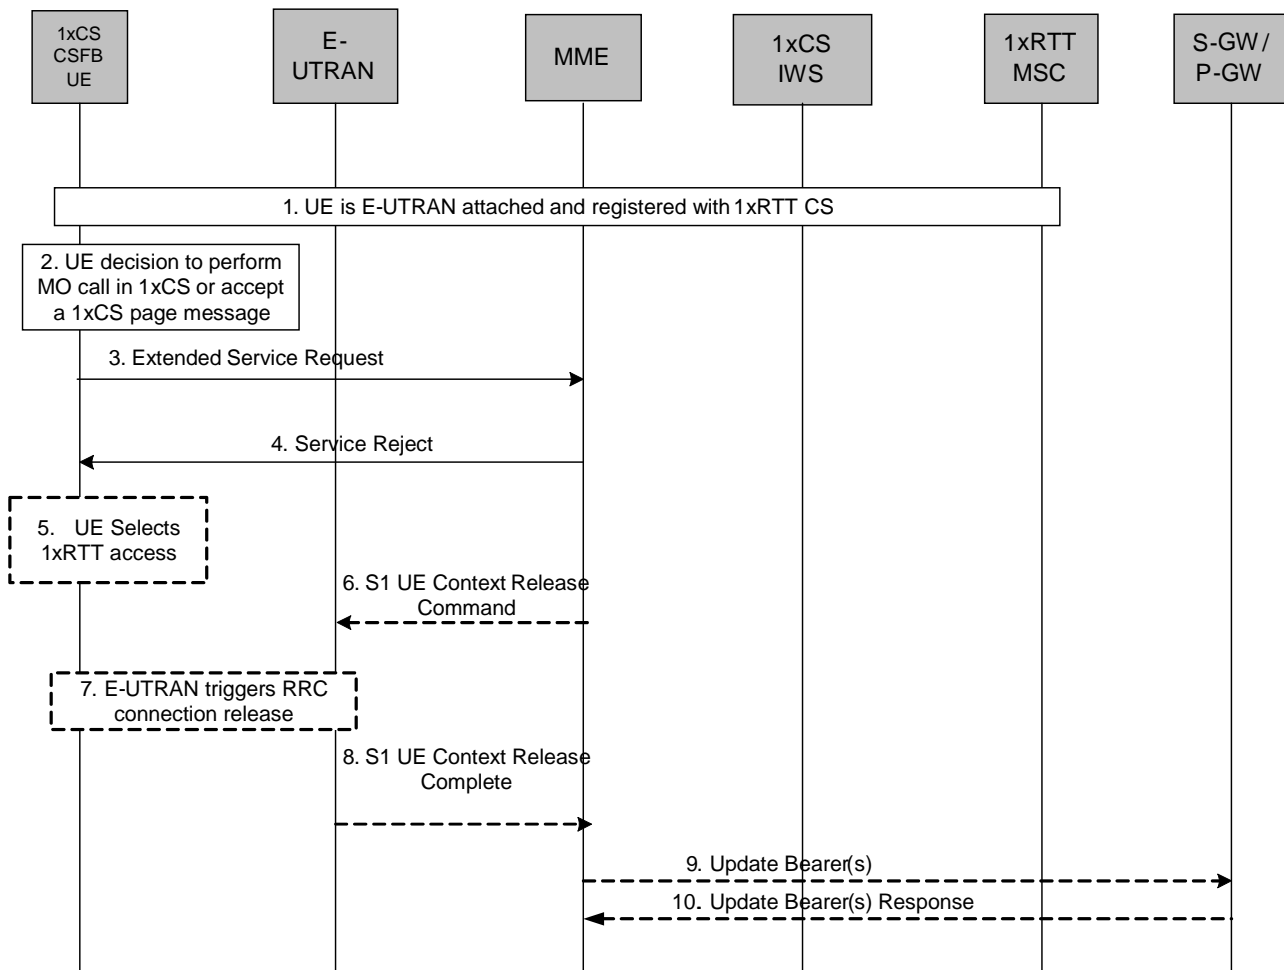 1xCS
CSFB
UE
E-
UTRAN
MME
1xCS
IWS
1xRTT
MSC
S-GW/
P-GW
1. UE is E-UTRAN attached and registered with 1xRTT CS
2. UE decision to perform
MO call in 1xCS or accept
a 1xCS page message
3. Extended Service Request
4. Service Reject
5. UE Selects
1xRTT access
6. S1 UE Context Release
Command
7. E-UTRAN triggers RRC
connection release
8. S1 UE Context Release
Complete
9. Update Bearer(s)
10. Update Bearer(s) Response